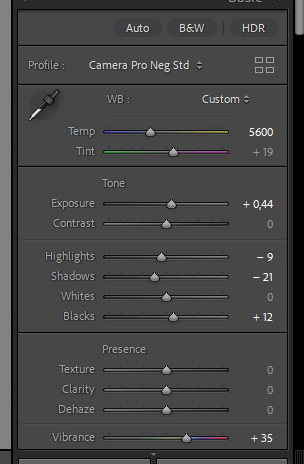 Auto B&W HDR
Profile : Camera Pro Neg Std
WB : Custom
Temp 5600
Tint + 19
Tone
Exposure + 0,44
Contrast 0
Highlights − 9
Shadows − 21
Whites 0
Blacks + 12
Presence
Texture 0
Clarity 0
Dehaze 0
Vibrance + 35